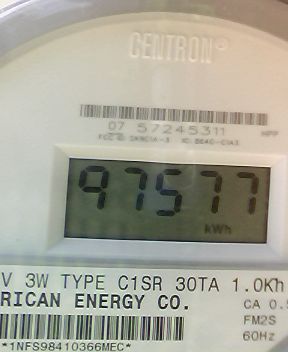 CENTRON®
07 57245311
97577
kWh
V 3W TYPE C1SR 30TA 1.0Kh
RICAN ENERGY CO.
CA 0.5
FM2S
60Hz
*1NFS98410366MEC*